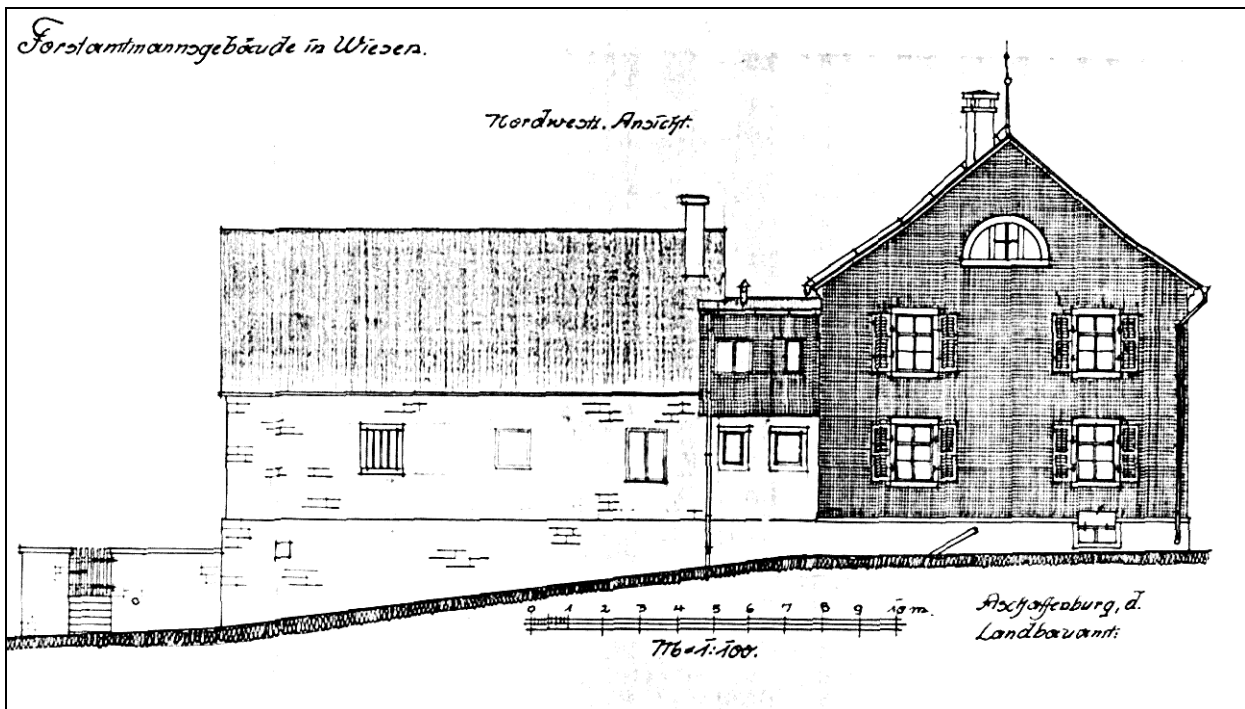 Forstamtmannsgebäude in Wiesen.
Nordwestl. Ansicht.
0 1 2 3 4 5 6 7 8 9 10 m.
M = 1:100.
Aschaffenburg, d.
Landbauamt: